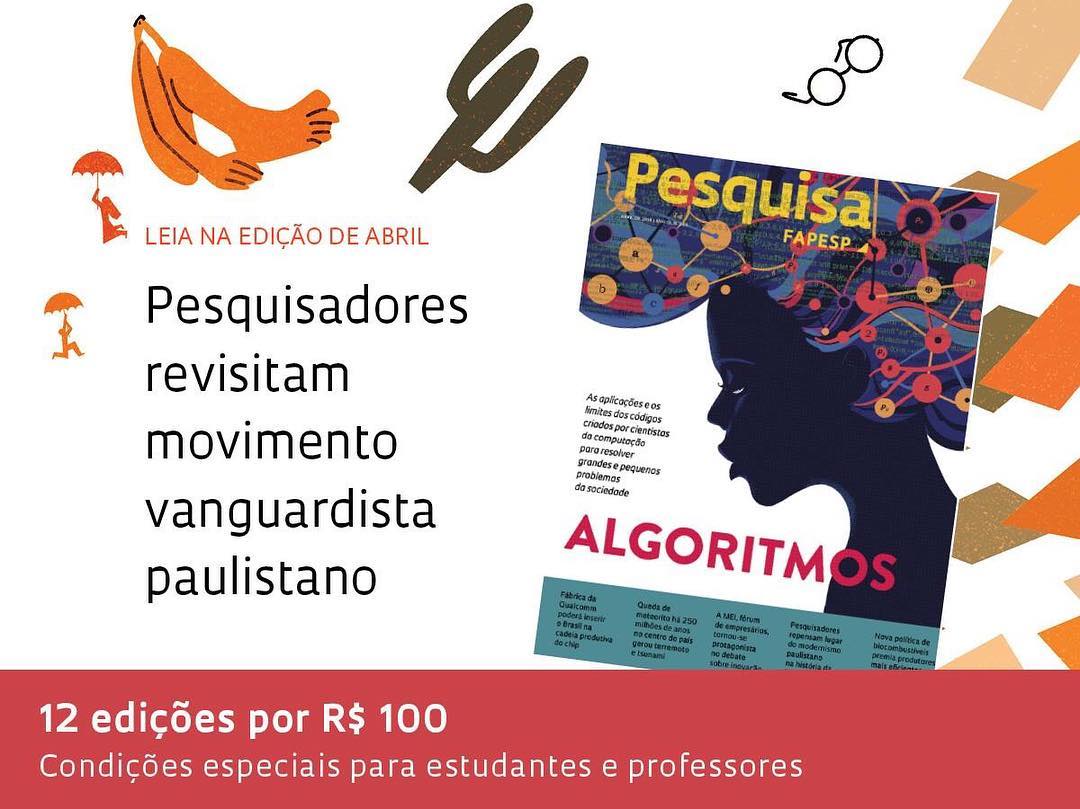 LEIA NA EDIÇÃO DE ABRIL
Pesquisadores
revisitam
movimento
vanguardista
paulistano
Pesquisa
FAPESP
As aplicações e os
limites dos códigos
criados por cientistas
da computação
para resolver
grandes e pequenos
problemas
da sociedade
ALGORITMOS
Fábrica da
Qualcomm
poderá inserir
o Brasil na
cadeia produtiva
do chip
Queda de
meteorito há 250
milhões de anos
no centro do país
gerou terremoto
e tsunami
A MEI, fórum
de empresários,
tornou-se
protagonista
no debate
sobre inovação
Pesquisadores
repensam lugar
do modernismo
paulistano
na história da
Nova política de
biocombustíveis
premia produtores
mais eficientes
12 edições por R$ 100
Condições especiais para estudantes e professores